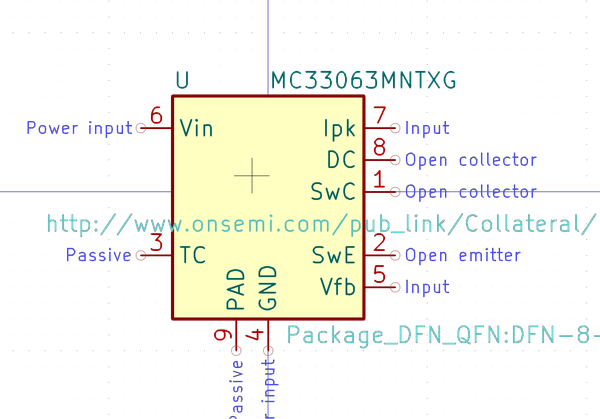 U MC33063MNTXG
Power input 6 Vin Ipk 7 Input
DC 8 Open collector
SwC 1 Open collector
http://www.onsemi.com/pub_link/Collateral/
Passive 3 TC SwE 2 Open emitter
Vfb 5 Input
PAD GND
9 4
Package_DFN_QFN:DFN-8-
Passive
input